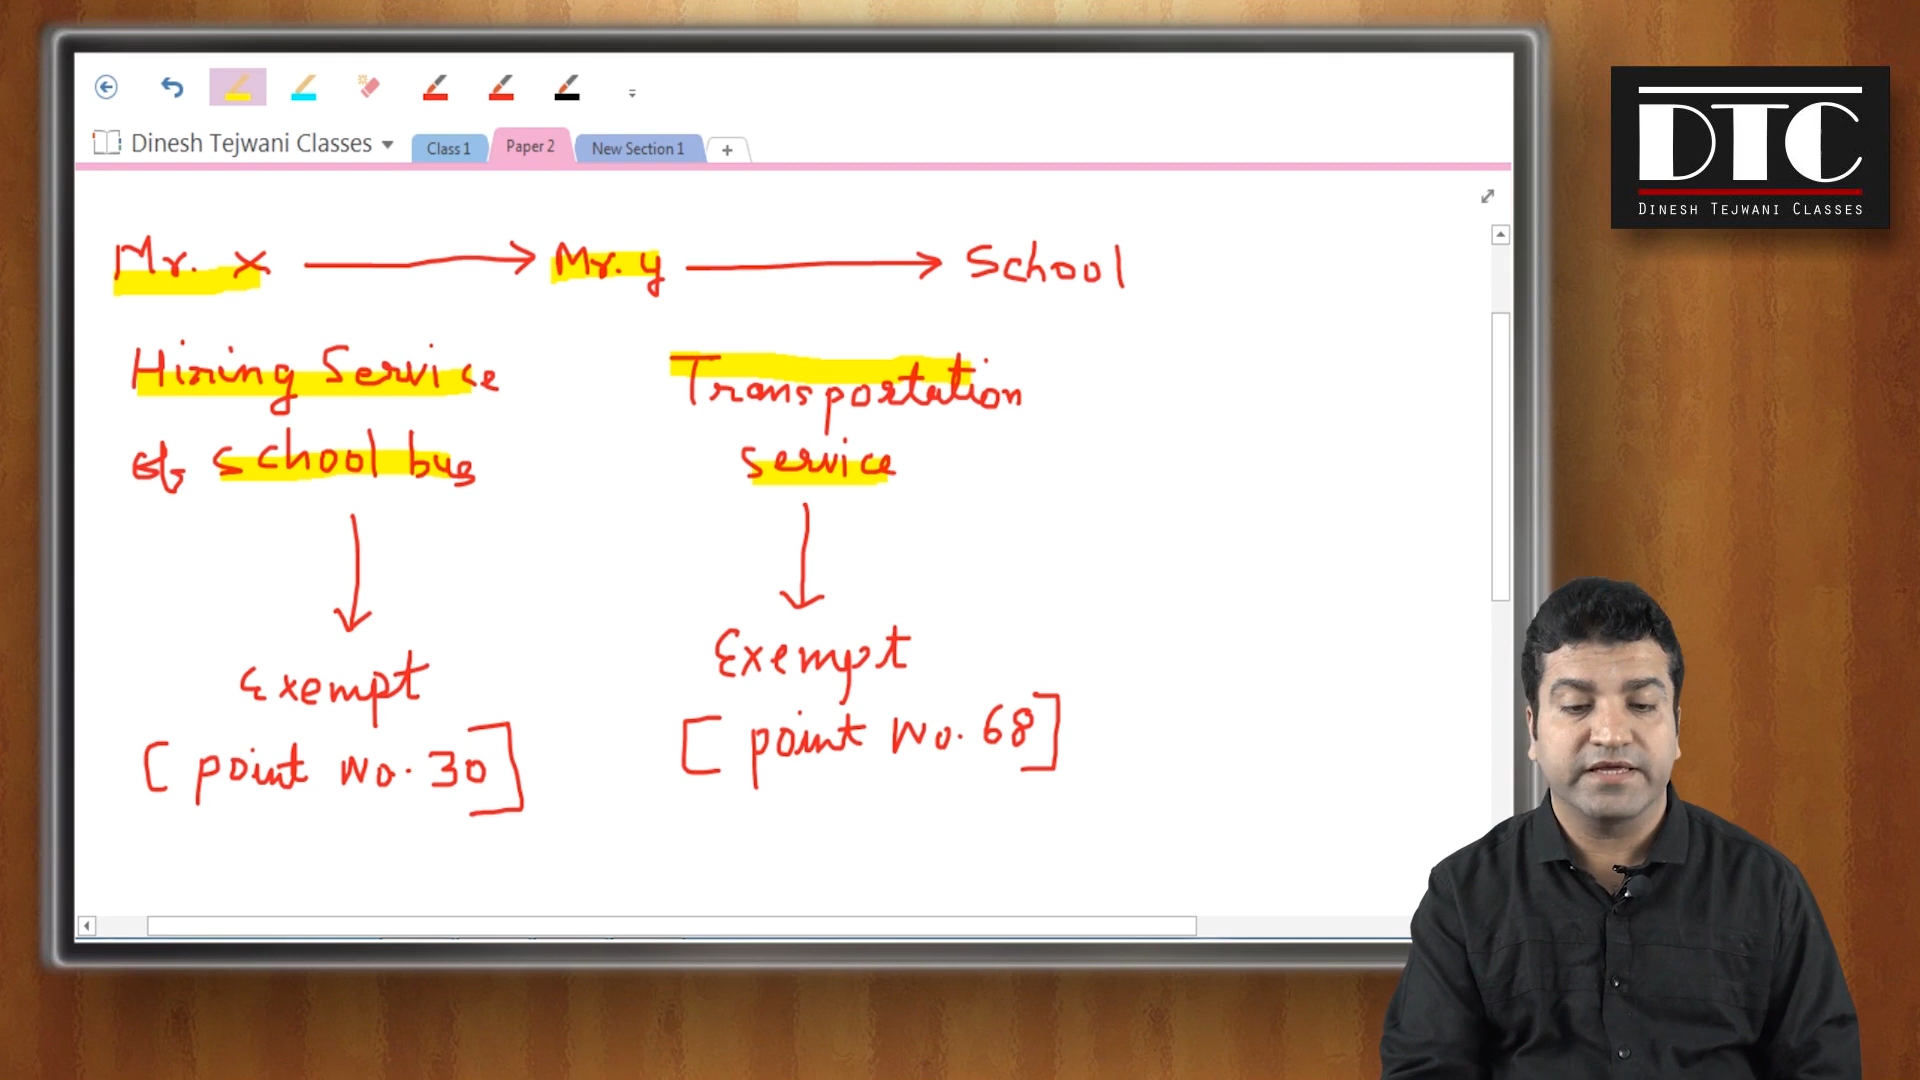 DTC
DINESH TEJWANI CLASSES
Dinesh Tejwani Classes
Class 1
Paper 2
New Section 1
+
Mr. x → Mr. y → School
Hiring Service
of school bus
Transportation
service
Exempt
[point No. 30]
Exempt
[point No. 68]